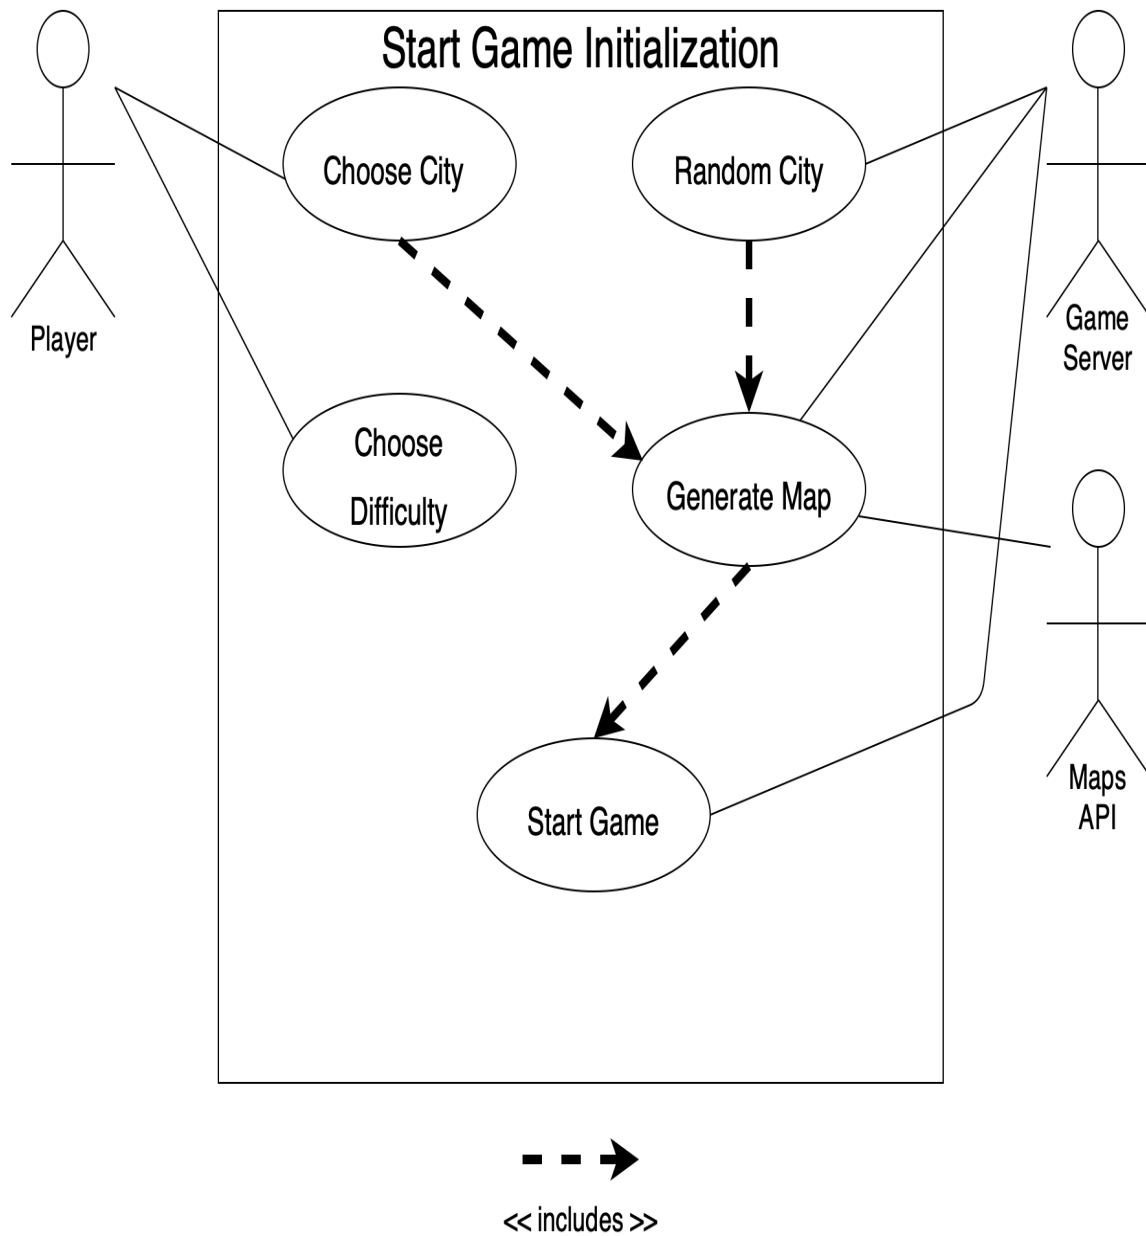 Start Game Initialization
Choose City
Random City
Player
Game
Server
Choose
Difficulty
Generate Map
Maps
API
Start Game
<< includes >>